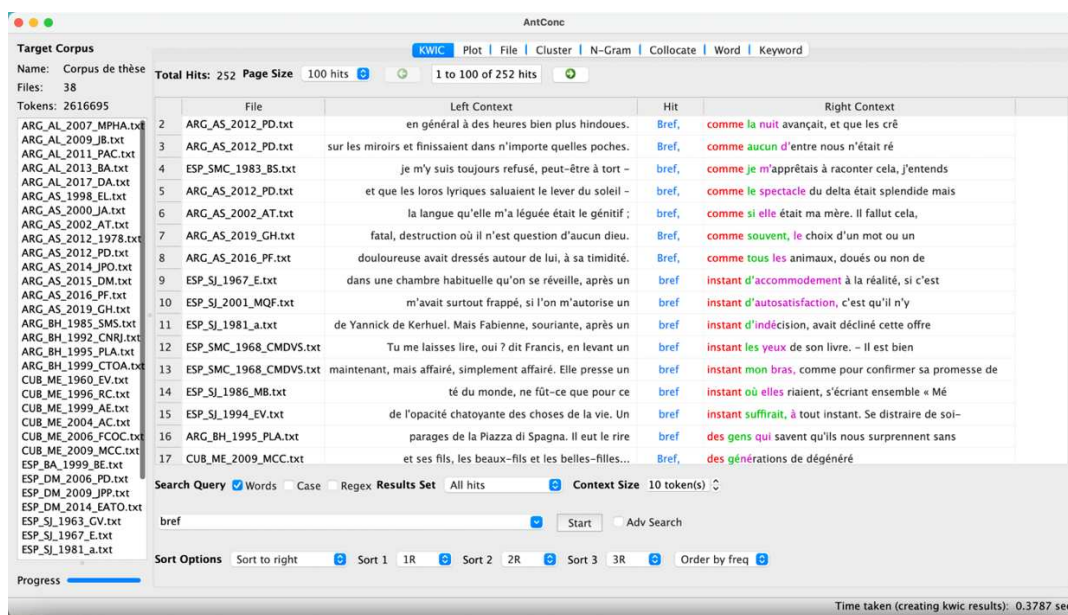 AntConc
Target Corpus
Name: Corpus de thèse
Files: 38
Tokens: 2616695
ARG_AL_2007_MPHA.txt
ARG_AL_2009_JB.txt
ARG_AL_2011_PAC.txt
ARG_AL_2013_BA.txt
ARG_AL_2017_DA.txt
ARG_AS_1998_EL.txt
ARG_AS_2000_JA.txt
ARG_AS_2002_AT.txt
ARG_AS_2012_1978.txt
ARG_AS_2012_PD.txt
ARG_AS_2014_JPO.txt
ARG_AS_2015_DM.txt
ARG_AS_2016_PF.txt
ARG_AS_2019_GH.txt
ARG_BH_1985_SMS.txt
ARG_BH_1992_CNRJ.txt
ARG_BH_1995_PLA.txt
ARG_BH_1999_CTOA.txt
CUB_ME_1960_EV.txt
CUB_ME_1996_RC.txt
CUB_ME_1999_AE.txt
CUB_ME_2004_AC.txt
CUB_ME_2006_FCOC.txt
CUB_ME_2009_MCC.txt
ESP_BA_1999_BE.txt
ESP_DM_2006_PD.txt
ESP_DM_2009_JPP.txt
ESP_DM_2014_EATO.txt
ESP_SJ_1963_GV.txt
ESP_SJ_1967_E.txt
ESP_SJ_1981_a.txt
Progress
KWIC Plot File Cluster N-Gram Collocate Word Keyword
Total Hits: 252 Page Size 100 hits 1 to 100 of 252 hits
File Left Context Hit Right Context
2 ARG_AS_2012_PD.txt en général à des heures bien plus hindoues. Bref, comme la nuit avançait, et que les crê
3 ARG_AS_2012_PD.txt sur les miroirs et finissaient dans n'importe quelles poches. Bref, comme aucun d'entre nous n'était ré
4 ESP_SMC_1983_BS.txt je m'y suis toujours refusé, peut-être à tort – bref, comme je m'apprêtais à raconter cela, j'entends
5 ARG_AS_2012_PD.txt et que les loros lyriques saluaient le lever du soleil – bref, comme le spectacle du delta était splendide mais
6 ARG_AS_2002_AT.txt la langue qu'elle m'a léguée était le génitif ; bref, comme si elle était ma mère. Il fallut cela,
7 ARG_AS_2019_GH.txt fatal, destruction où il n'est question d'aucun dieu. Bref, comme souvent, le choix d'un mot ou un
8 ARG_AS_2016_PF.txt douloureuse avait dressés autour de lui, à sa timidité. Bref, comme tous les animaux, doués ou non de
9 ESP_SJ_1967_E.txt dans une chambre habituelle qu'on se réveille, après un bref instant d'accommodement à la réalité, si c'est
10 ESP_SJ_2001_MQF.txt m'avait surtout frappé, si l'on m'autorise un bref instant d'autosatisfaction, c'est qu'il n'y
11 ESP_SJ_1981_a.txt de Yannick de Kerhuel. Mais Fabienne, souriante, après un bref instant d'indécision, avait décliné cette offre
12 ESP_SMC_1968_CMDVS.txt Tu me laisses lire, oui ? dit Francis, en levant un bref instant les yeux de son livre. – Il est bien
13 ESP_SMC_1968_CMDVS.txt maintenant, mais affairé, simplement affairé. Elle presse un bref instant mon bras, comme pour confirmer sa promesse de
14 ESP_SJ_1986_MB.txt té du monde, ne fût-ce que pour ce bref instant où elles riaient, s'écriant ensemble « Mé
15 ESP_SJ_1994_EV.txt de l'opacité chatoyante des choses de la vie. Un bref instant suffirait, à tout instant. Se distraire de soi-
16 ARG_BH_1995_PLA.txt parages de la Piazza di Spagna. Il eut le rire bref des gens qui savent qu'ils nous surprennent sans
17 CUB_ME_2009_MCC.txt et ses fils, les beaux-fils et les belles-filles... Bref, des générations de dégénéré
Search Query Words Case Regex Results Set All hits Context Size 10 token(s)
bref Start Adv Search
Sort Options Sort to right Sort 1 1R Sort 2 2R Sort 3 3R Order by freq
Time taken (creating kwic results): 0.3787 sec